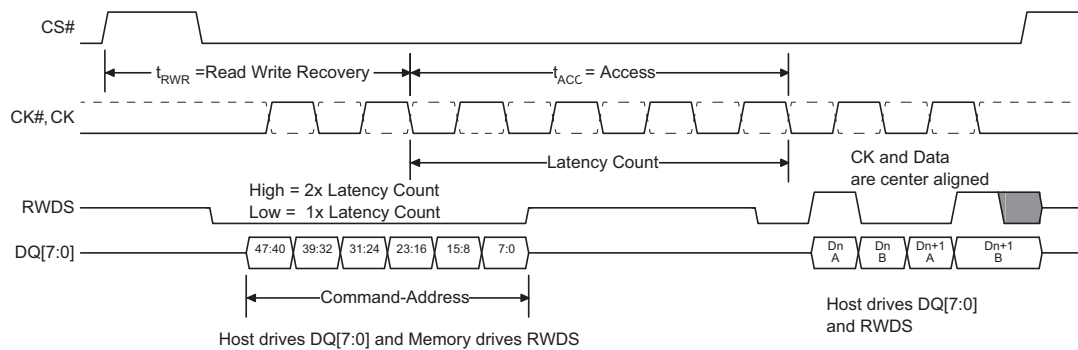 CS#
tRWR =Read Write Recovery
tACC = Access
CK#, CK
Latency Count
CK and Data
are center aligned
High = 2x Latency Count
Low = 1x Latency Count
RWDS
DQ[7:0]
47:40 39:32 31:24 23:16 15:8 7:0
Dn
A
Dn
B
Dn+1
A
Dn+1
B
Command-Address
Host drives DQ[7:0]
and RWDS
Host drives DQ[7:0] and Memory drives RWDS